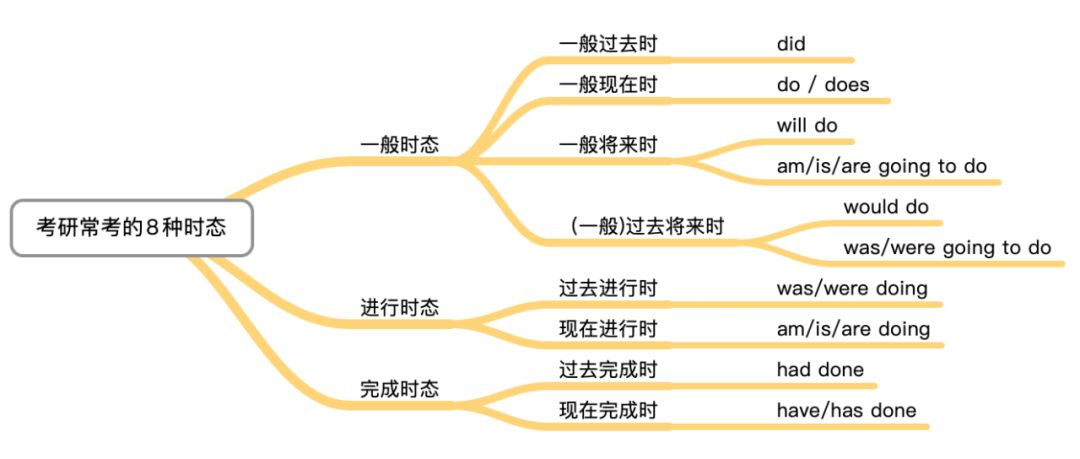 考研常考的8种时态
一般时态
一般过去时
did
一般现在时
do / does
一般将来时
will do
am/is/are going to do
(一般)过去将来时
would do
was/were going to do
进行时态
过去进行时
was/were doing
现在进行时
am/is/are doing
完成时态
过去完成时
had done
现在完成时
have/has done